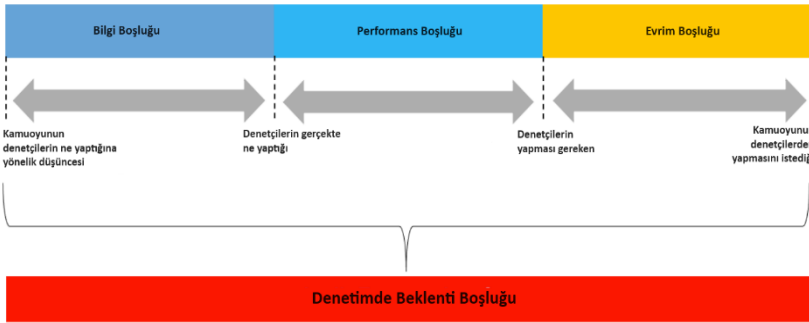 Bilgi Boşluğu
Performans Boşluğu
Evrim Boşluğu
Kamuoyunun
denetçilerin ne yaptığına
yönelik düşüncesi
Denetçilerin gerçekte
ne yaptığı
Denetçilerin
yapması gereken
Kamuoyunu
denetçilerde
yapmasını istediğ
Denetimde Beklenti Boşluğu